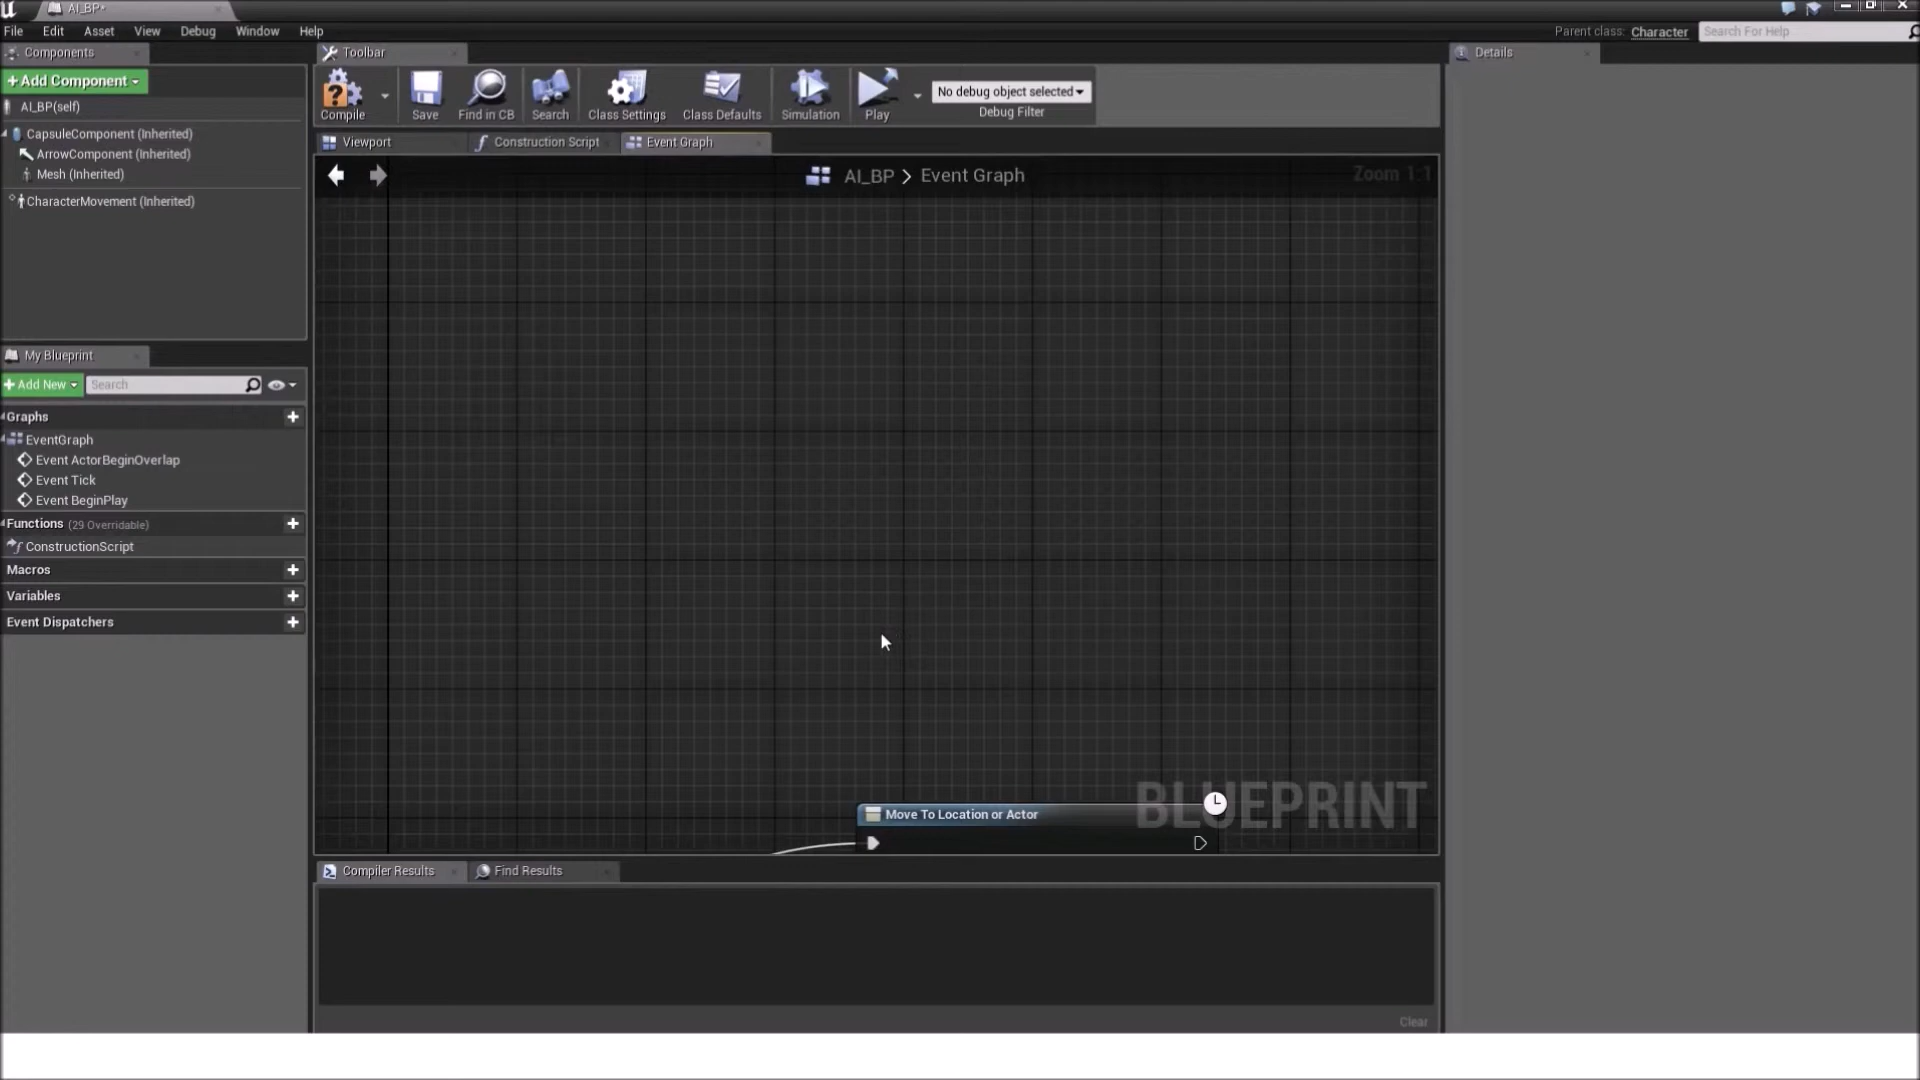 AI_BP*
File Edit Asset View Debug Window Help
Parent class: Character Search For Help
Components
+Add Component
AI_BP(self)
CapsuleComponent (Inherited)
ArrowComponent (Inherited)
Mesh (Inherited)
CharacterMovement (Inherited)
My Blueprint
+Add New Search
Graphs
EventGraph
Event ActorBeginOverlap
Event Tick
Event BeginPlay
Functions (29 Overridable)
ConstructionScript
Macros
Variables
Event Dispatchers
Toolbar
Compile Save Find in CB Search Class Settings Class Defaults Simulation Play
No debug object selected
Debug Filter
Viewport Construction Script Event Graph
AI_BP > Event Graph
Zoom 1:1
BLUEPRINT
Move To Location or Actor
Compiler Results Find Results
Clear
Details